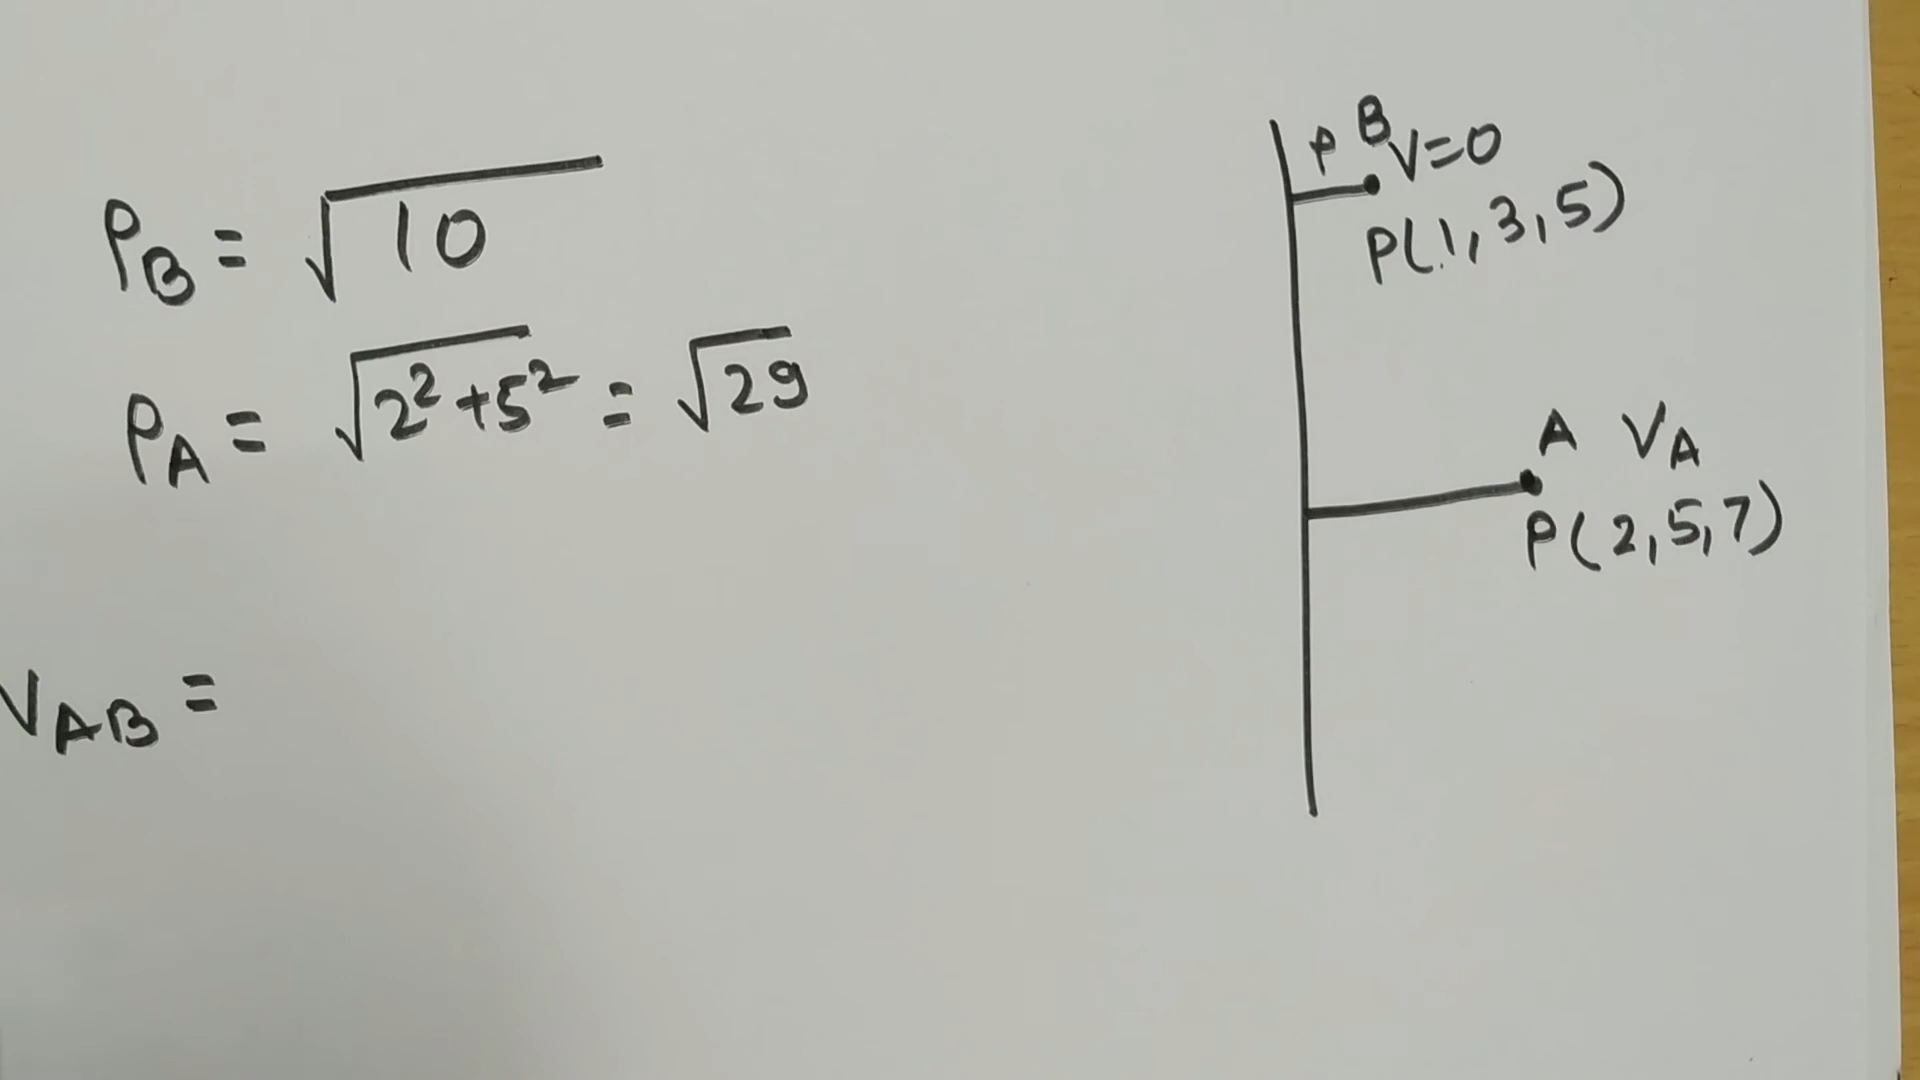 ρB = √10
ρA = √2²+5² = √29
VAB =
ρ B V=0
P(1,3,5)
A VA
P(2,5,7)